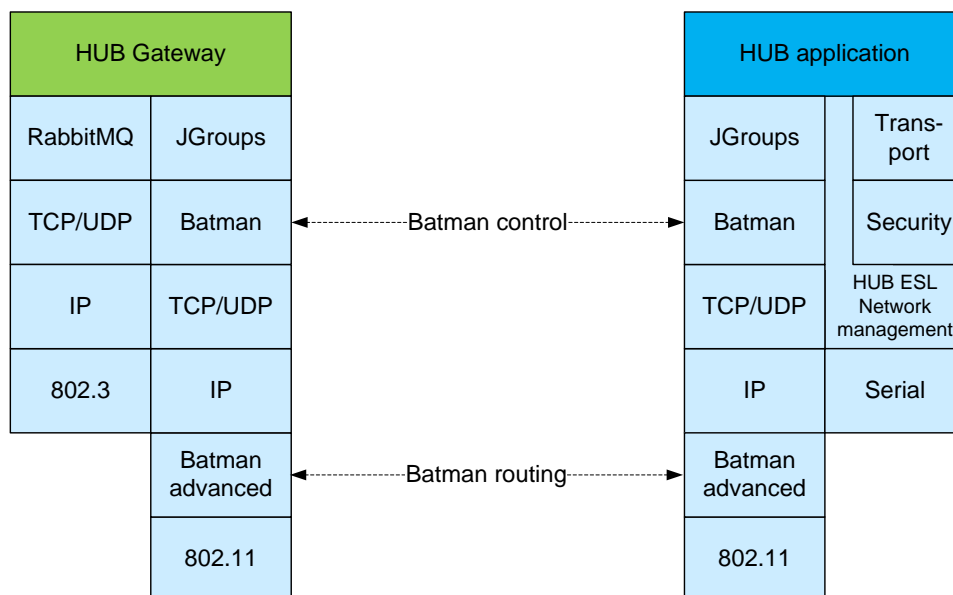 HUB Gateway
HUB application
RabbitMQ
JGroups
JGroups
Trans-
port
TCP/UDP
Batman
Batman control
Batman
Security
IP
TCP/UDP
TCP/UDP
HUB ESL
Network
management
802.3
IP
IP
Serial
Batman
advanced
Batman routing
Batman
advanced
802.11
802.11